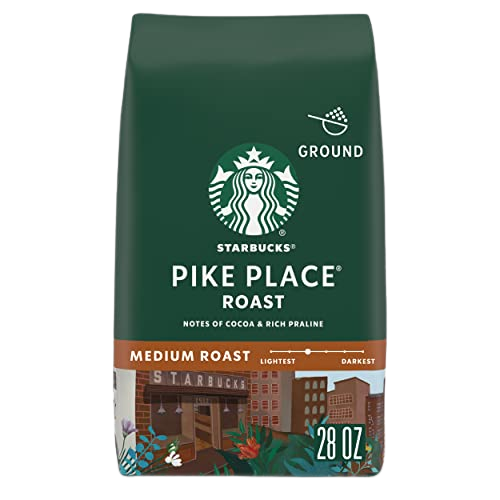 GROUND
STARBUCKS®
PIKE PLACE®
ROAST
NOTES OF COCOA & RICH PRALINE
MEDIUM ROAST
LIGHTEST DARKEST
STARBUCKS
28 OZ